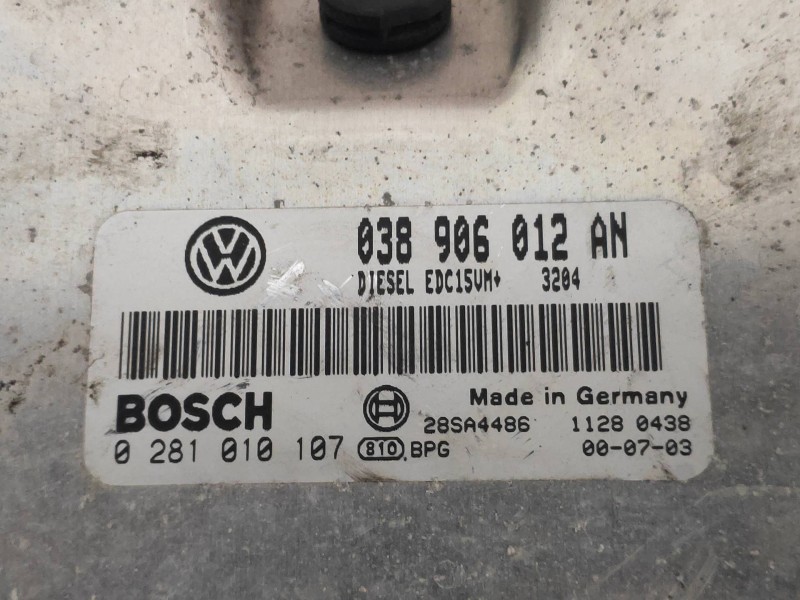 038 906 012 AN
DIESEL EDC15VM+ 3204
BOSCH
Made in Germany
28SA4486 1128 0438
0 281 010 107 810 .BPG 00-07-03